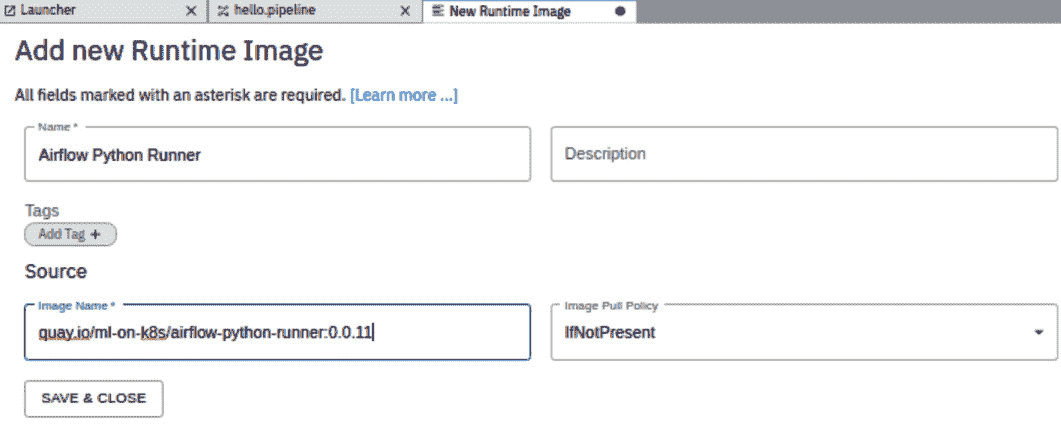 Launcher hello.pipeline New Runtime Image
Add new Runtime Image
All fields marked with an asterisk are required. [Learn more ...]
Name *
Airflow Python Runner Description
Tags
Add Tag +
Source
Image Name * Image Pull Policy
quay.io/ml-on-k8s/airflow-python-runner:0.0.11 IfNotPresent
SAVE & CLOSE